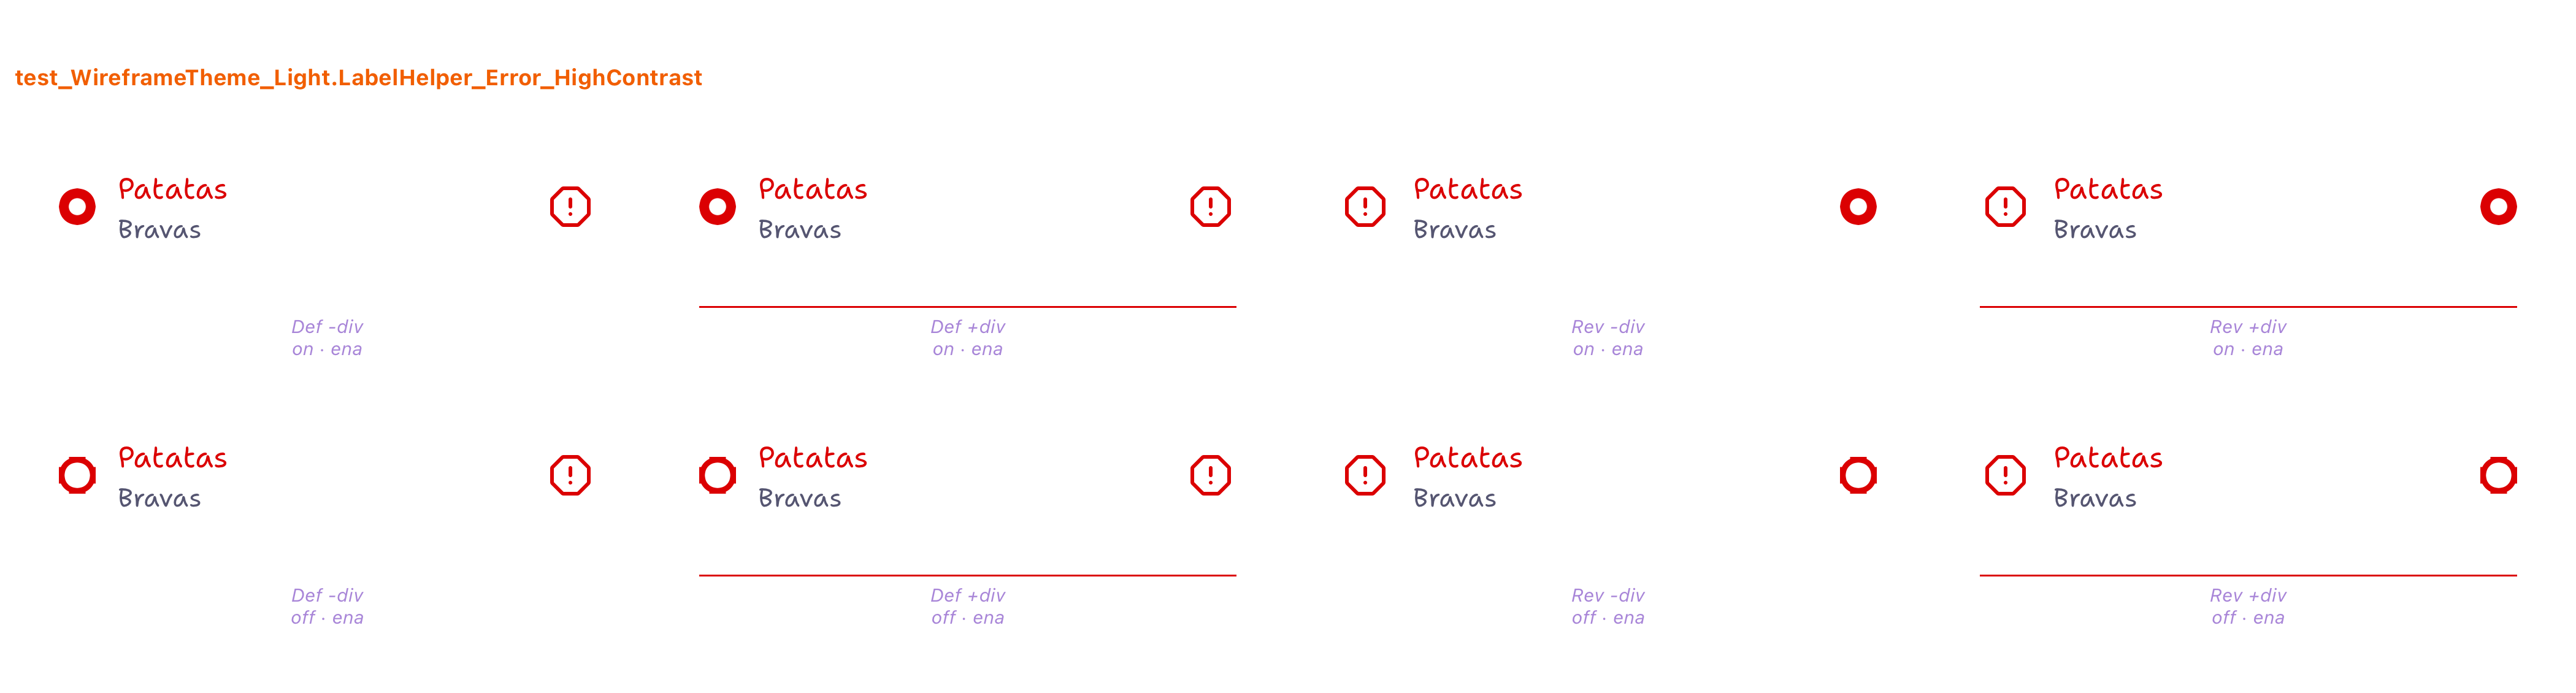 test_WireframeTheme_Light.LabelHelper_Error_HighContrast
Patatas
Bravas
Def -div
on · ena
Patatas
Bravas
Def +div
on · ena
Patatas
Bravas
Rev -div
on · ena
Patatas
Bravas
Rev +div
on · ena
Patatas
Bravas
Def -div
off · ena
Patatas
Bravas
Def +div
off · ena
Patatas
Bravas
Rev -div
off · ena
Patatas
Bravas
Rev +div
off · ena